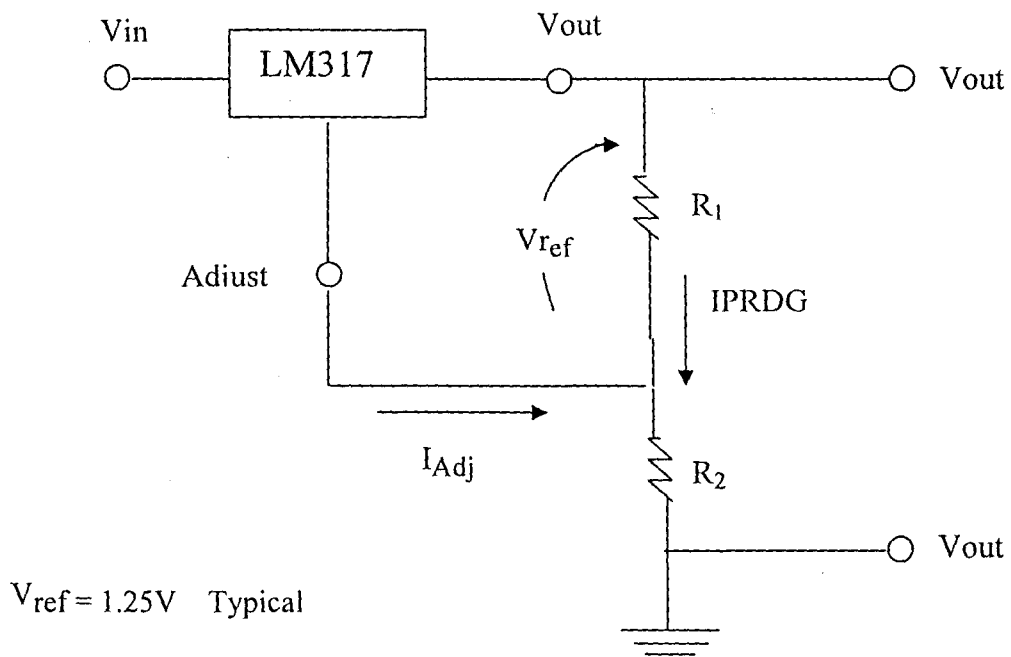 Vin
LM317
Vout
Vout
R1
Vref
Adiust
IPRDG
IAdj
R2
Vout
Vref = 1.25V Typical